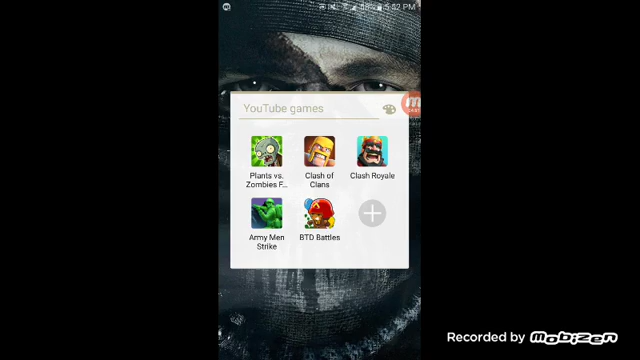 5:52 PM
YouTube games
Plants vs.
Zombies F...
Clash of
Clans
Clash Royale
Army Men
Strike
BTD Battles
Recorded by mobizen